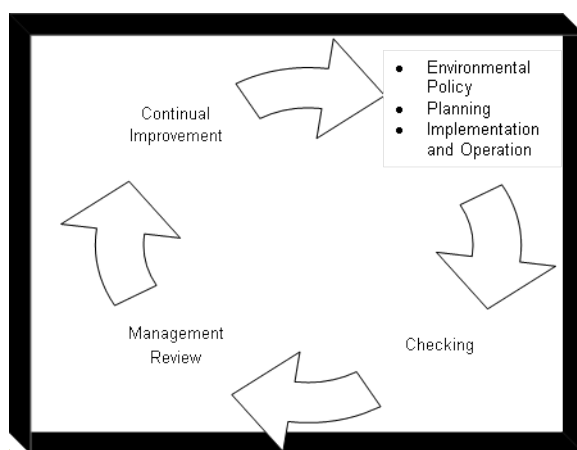 Continual
Improvement
• Environmental
Policy
• Planning
• Implementation
and Operation
Checking
Management
Review